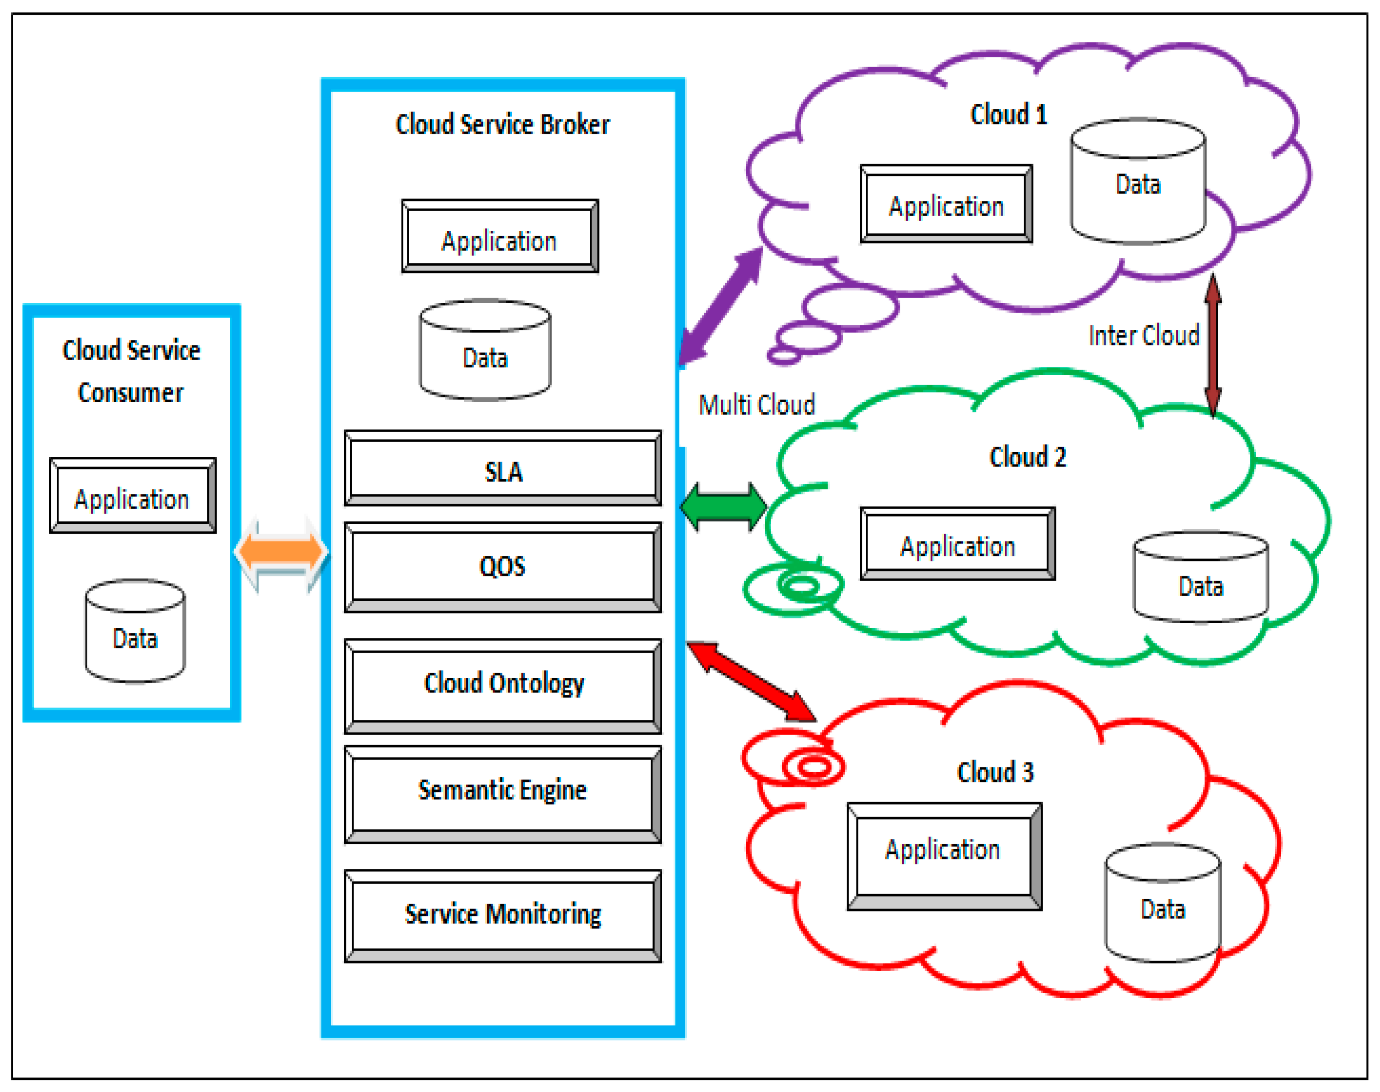 Cloud Service
Consumer
Application
Data
Cloud Service Broker
Application
Data
SLA
QOS
Cloud Ontology
Semantic Engine
Service Monitoring
Multi Cloud
Cloud 1
Application
Data
Inter Cloud
Cloud 2
Application
Data
Cloud 3
Application
Data